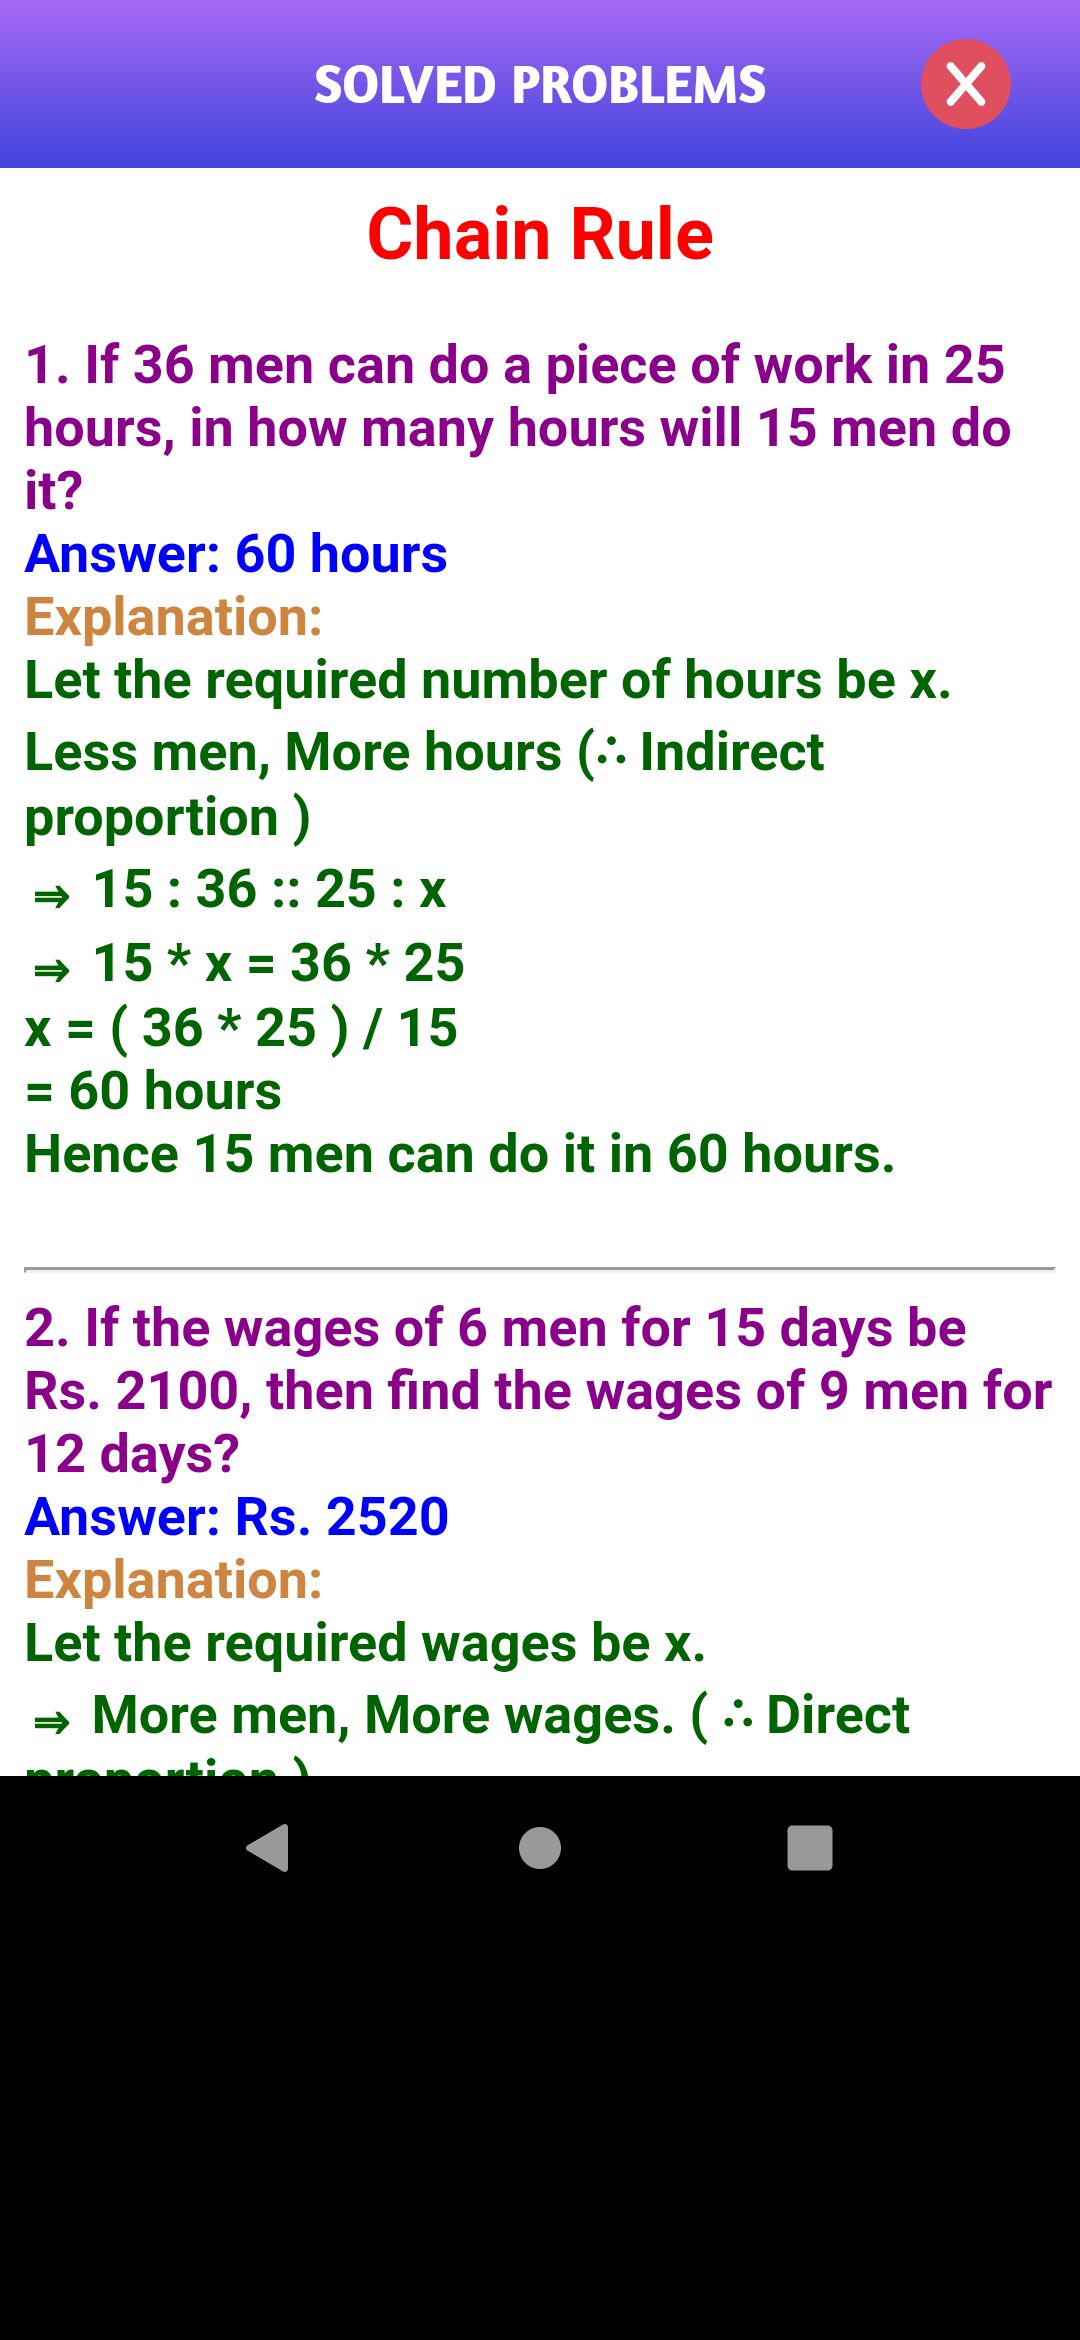 SOLVED PROBLEMS
Chain Rule
1. If 36 men can do a piece of work in 25
hours, in how many hours will 15 men do
it?
Answer: 60 hours
Explanation:
Let the required number of hours be x.
Less men, More hours (∴ Indirect
proportion )
⇒ 15 : 36 :: 25 : x
⇒ 15 * x = 36 * 25
x = ( 36 * 25 ) / 15
= 60 hours
Hence 15 men can do it in 60 hours.
2. If the wages of 6 men for 15 days be
Rs. 2100, then find the wages of 9 men for
12 days?
Answer: Rs. 2520
Explanation:
Let the required wages be x.
⇒ More men, More wages. ( ∴ Direct
proportion )